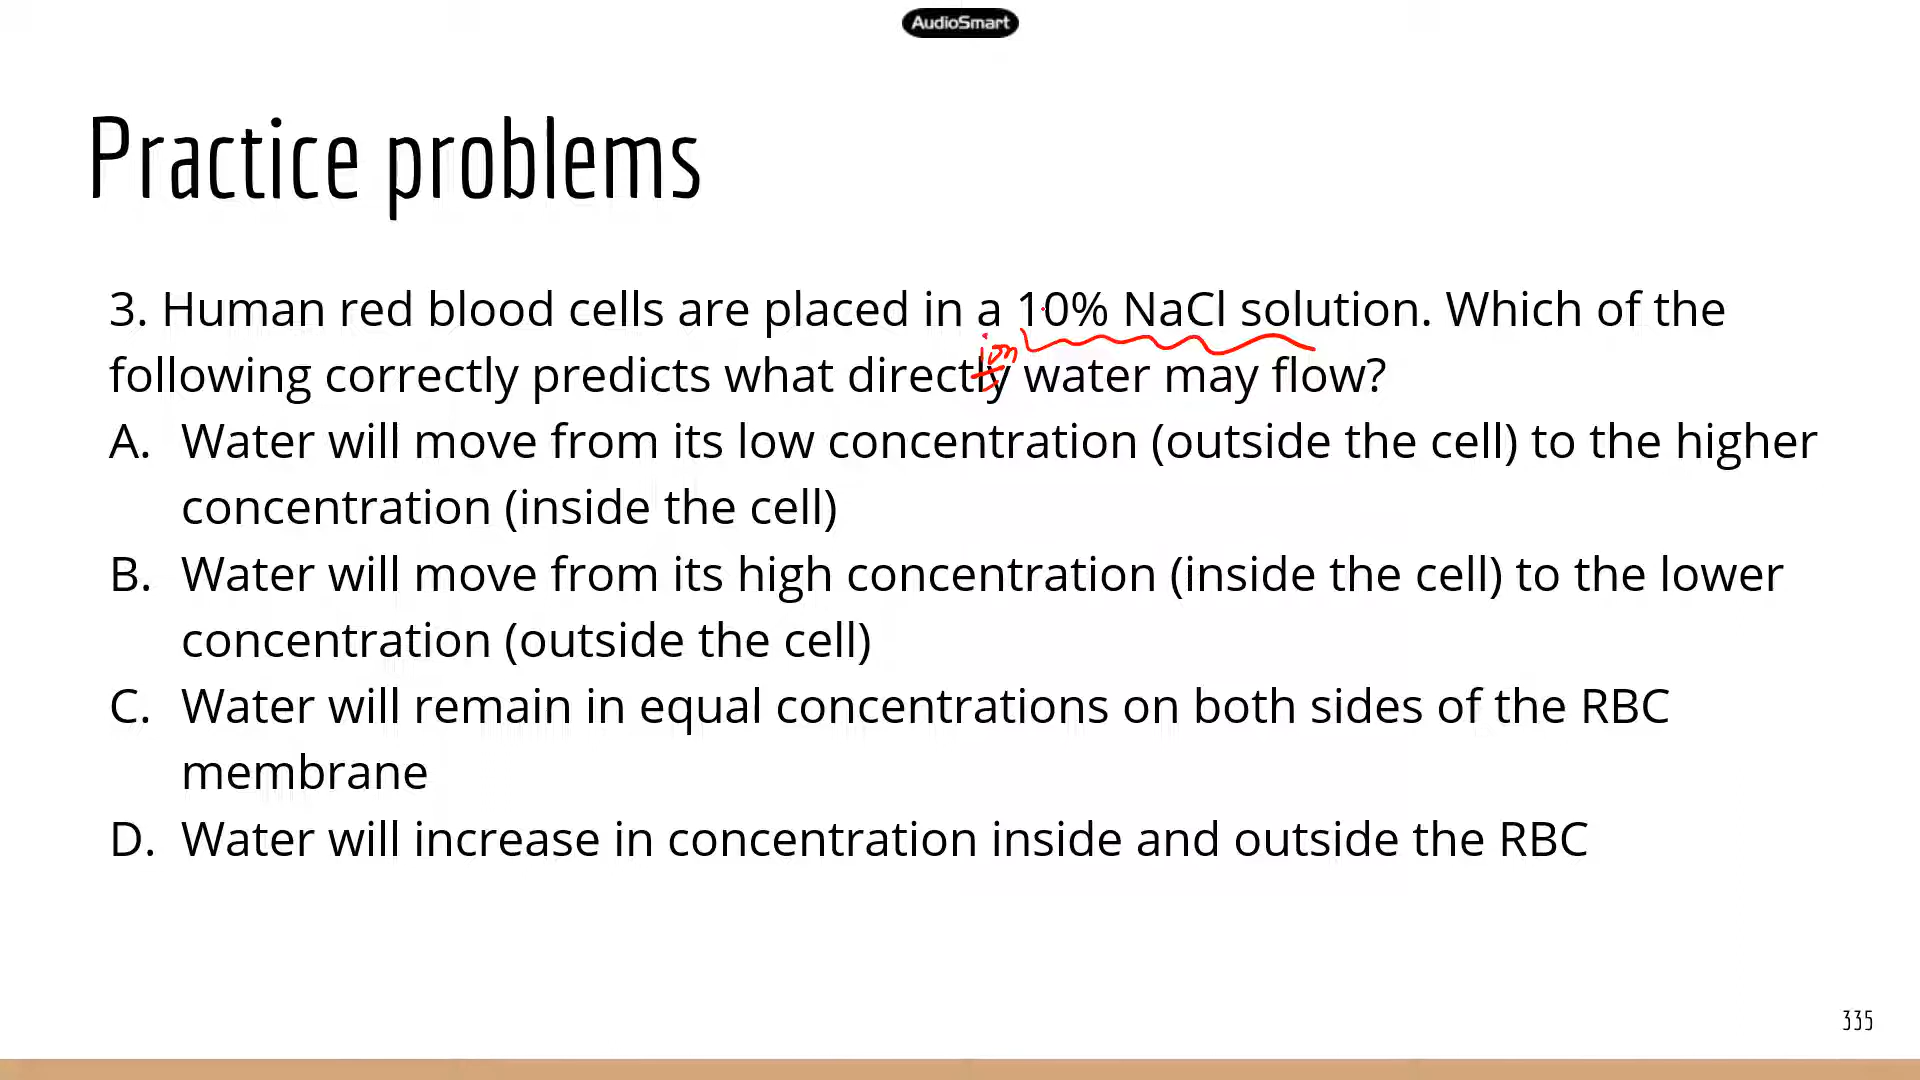 AudioSmart
Practice problems
3. Human red blood cells are placed in a 10% NaCl solution. Which of the
ion
following correctly predicts what directly water may flow?
A. Water will move from its low concentration (outside the cell) to the higher
concentration (inside the cell)
B. Water will move from its high concentration (inside the cell) to the lower
concentration (outside the cell)
C. Water will remain in equal concentrations on both sides of the RBC
membrane
D. Water will increase in concentration inside and outside the RBC
335